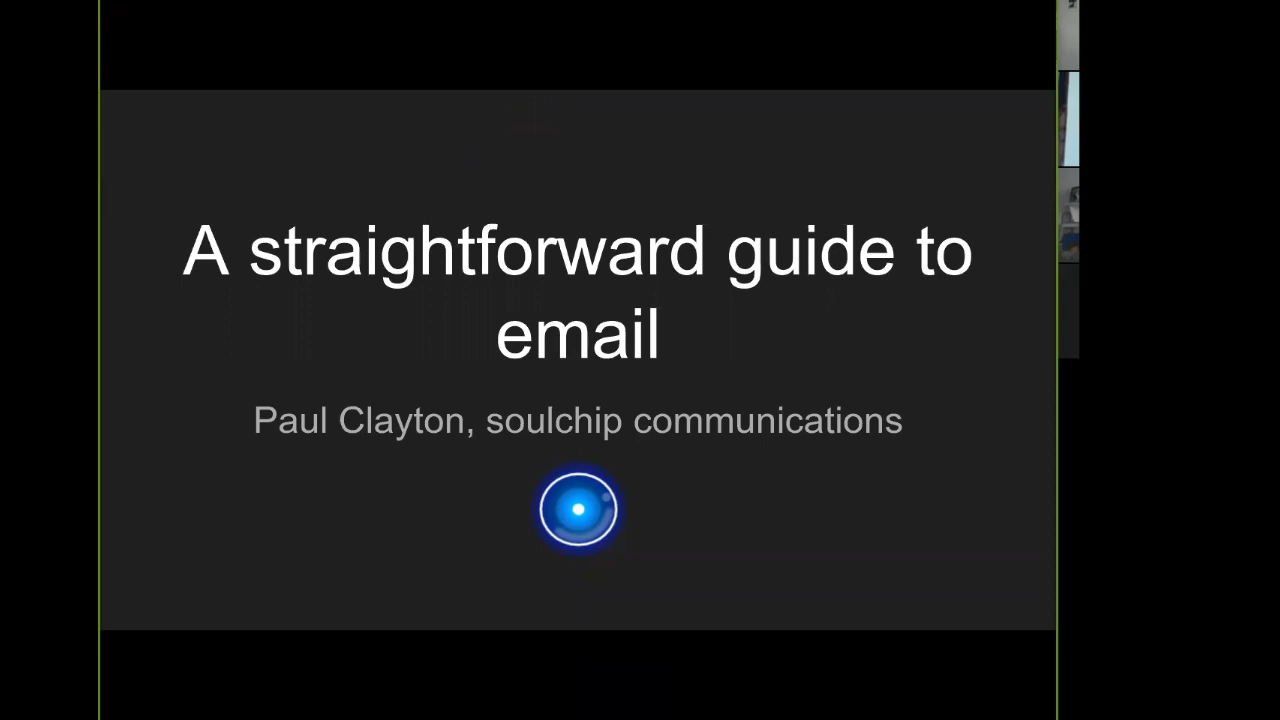 A straightforward guide to
email
Paul Clayton, soulchip communications